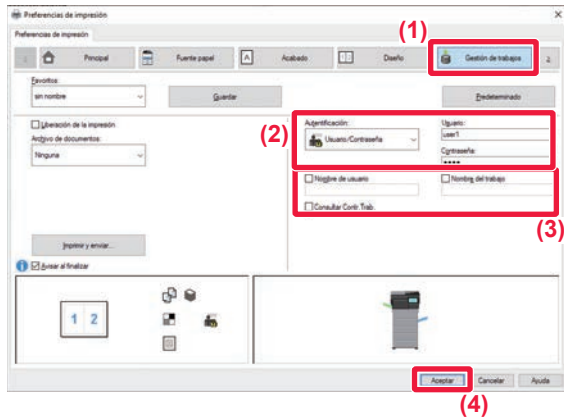 Preferencias de impresión
Preferencias de impresión
(1)
Principal
Fuente papel
A
Acabado
Diseño
Gestión de trabajos
Favoritos:
sin nombre
Guardar
Predeterminado
Liberación de la impresión
Archivo de documentos:
Ninguna
(2)
Autentificación:
Usuario/Contraseña
Usuario:
user1
Contraseña:
••••
Nombre de usuario
Nombre del trabajo
Consultar Contr. Trab.
(3)
Imprimir y enviar...
Avisar al finalizar
1 2
Aceptar
Cancelar
Ayuda
(4)